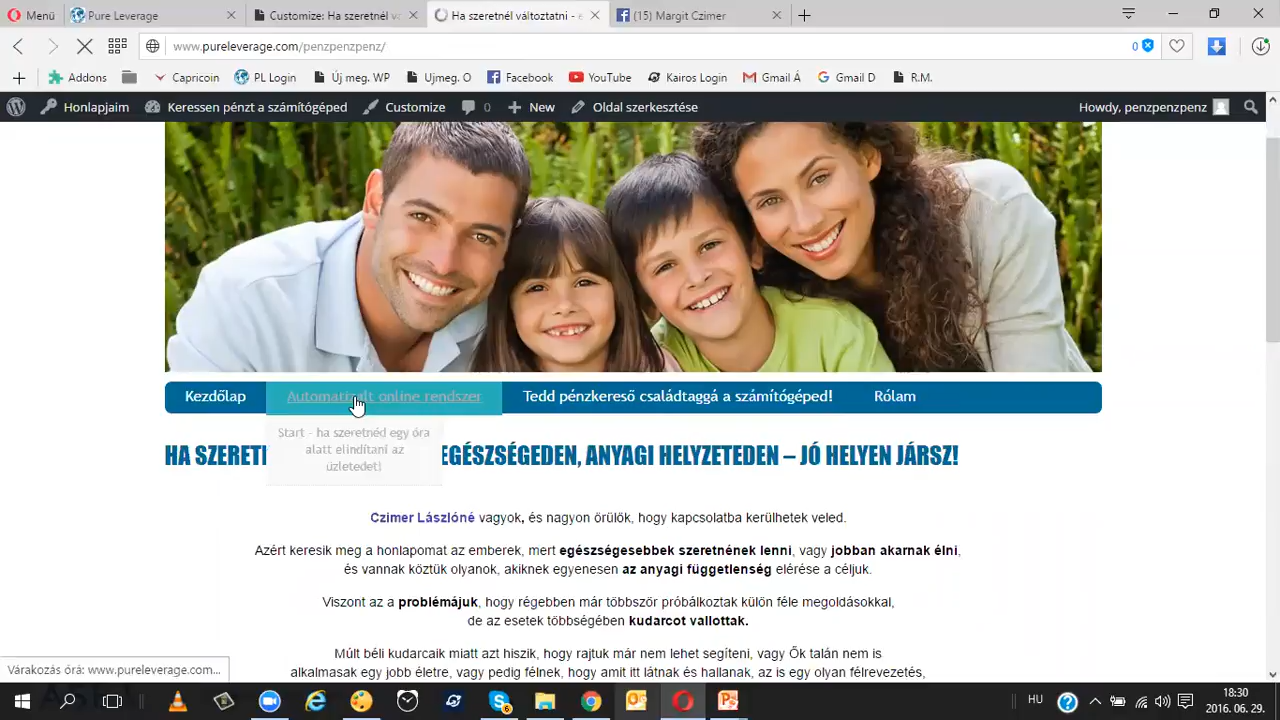 Menü
Pure Leverage
Customize: Ha szeretnél vo
Ha szeretnél változtatni - e
(15) Margit Czimer
www.pureleverage.com/penzpenzpenz/
0
Addons
Capricoin
PL Login
Új meg. WP
Ujmeg. O
Facebook
YouTube
Kairos Login
Gmail Á
Gmail D
R.M.
Honlapjaim
Keressen pénzt a számítógéped
Customize
0
New
Oldal szerkesztése
Howdy, penzpenzpenz
Kezdőlap
Automatizált online rendszer
Tedd pénzkereső családtaggá a számítógéped!
Rólam
Start - ha szeretnéd egy óra
alatt elindítani az
üzletedet!
HA SZERET EGÉSZSÉGEDEN, ANYAGI HELYZETEDEN – JÓ HELYEN JÁRSZ!
Czimer Lászlóné vagyok, és nagyon örülök, hogy kapcsolatba kerülhetek veled.
Azért keresik meg a honlapomat az emberek, mert egészségesebbek szeretnének lenni, vagy jobban akarnak élni,
és vannak köztük olyanok, akiknek egyenesen az anyagi függetlenség elérése a céljuk.
Viszont az a problémájuk, hogy régebben már többször próbálkoztak külön féle megoldásokkal,
de az esetek többségében kudarcot vallottak.
Múlt béli kudarcaik miatt azt hiszik, hogy rajtuk már nem lehet segíteni, vagy Ők talán nem is
alkalmasak egy jobb életre, vagy pedig félnek, hogy amit itt látnak és hallanak, az is egy olyan félrevezetés,
Várakozás óra: www.pureleverage.com...
6
HU
18:30
2016. 06. 29.